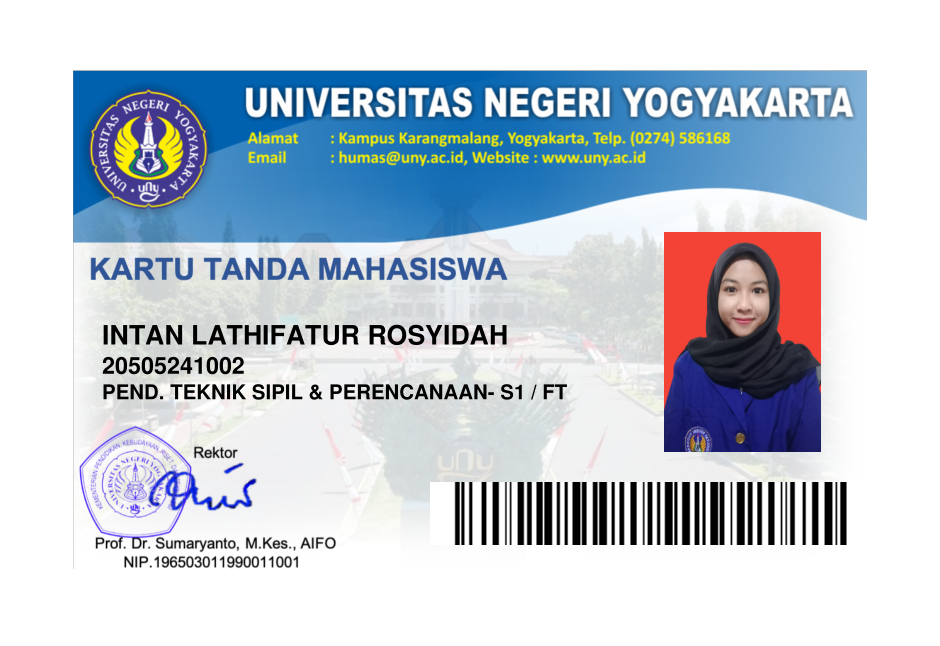 UNIVERSITAS NEGERI YOGYAKARTA
Alamat : Kampus Karangmalang, Yogyakarta, Telp. (0274) 586168
Email : humas@uny.ac.id, Website : www.uny.ac.id
UNIVERSITAS NEGERI YOGYAKARTA
uny
KARTU TANDA MAHASISWA
INTAN LATHIFATUR ROSYIDAH
20505241002
PEND. TEKNIK SIPIL & PERENCANAAN- S1 / FT
uny
Rektor
KEMENTERIAN PENDIDIKAN, KEBUDAYAAN, RISET
UNIVERSITAS NEGERI YOGYAKARTA
Prof. Dr. Sumaryanto, M.Kes., AIFO
NIP.196503011990011001